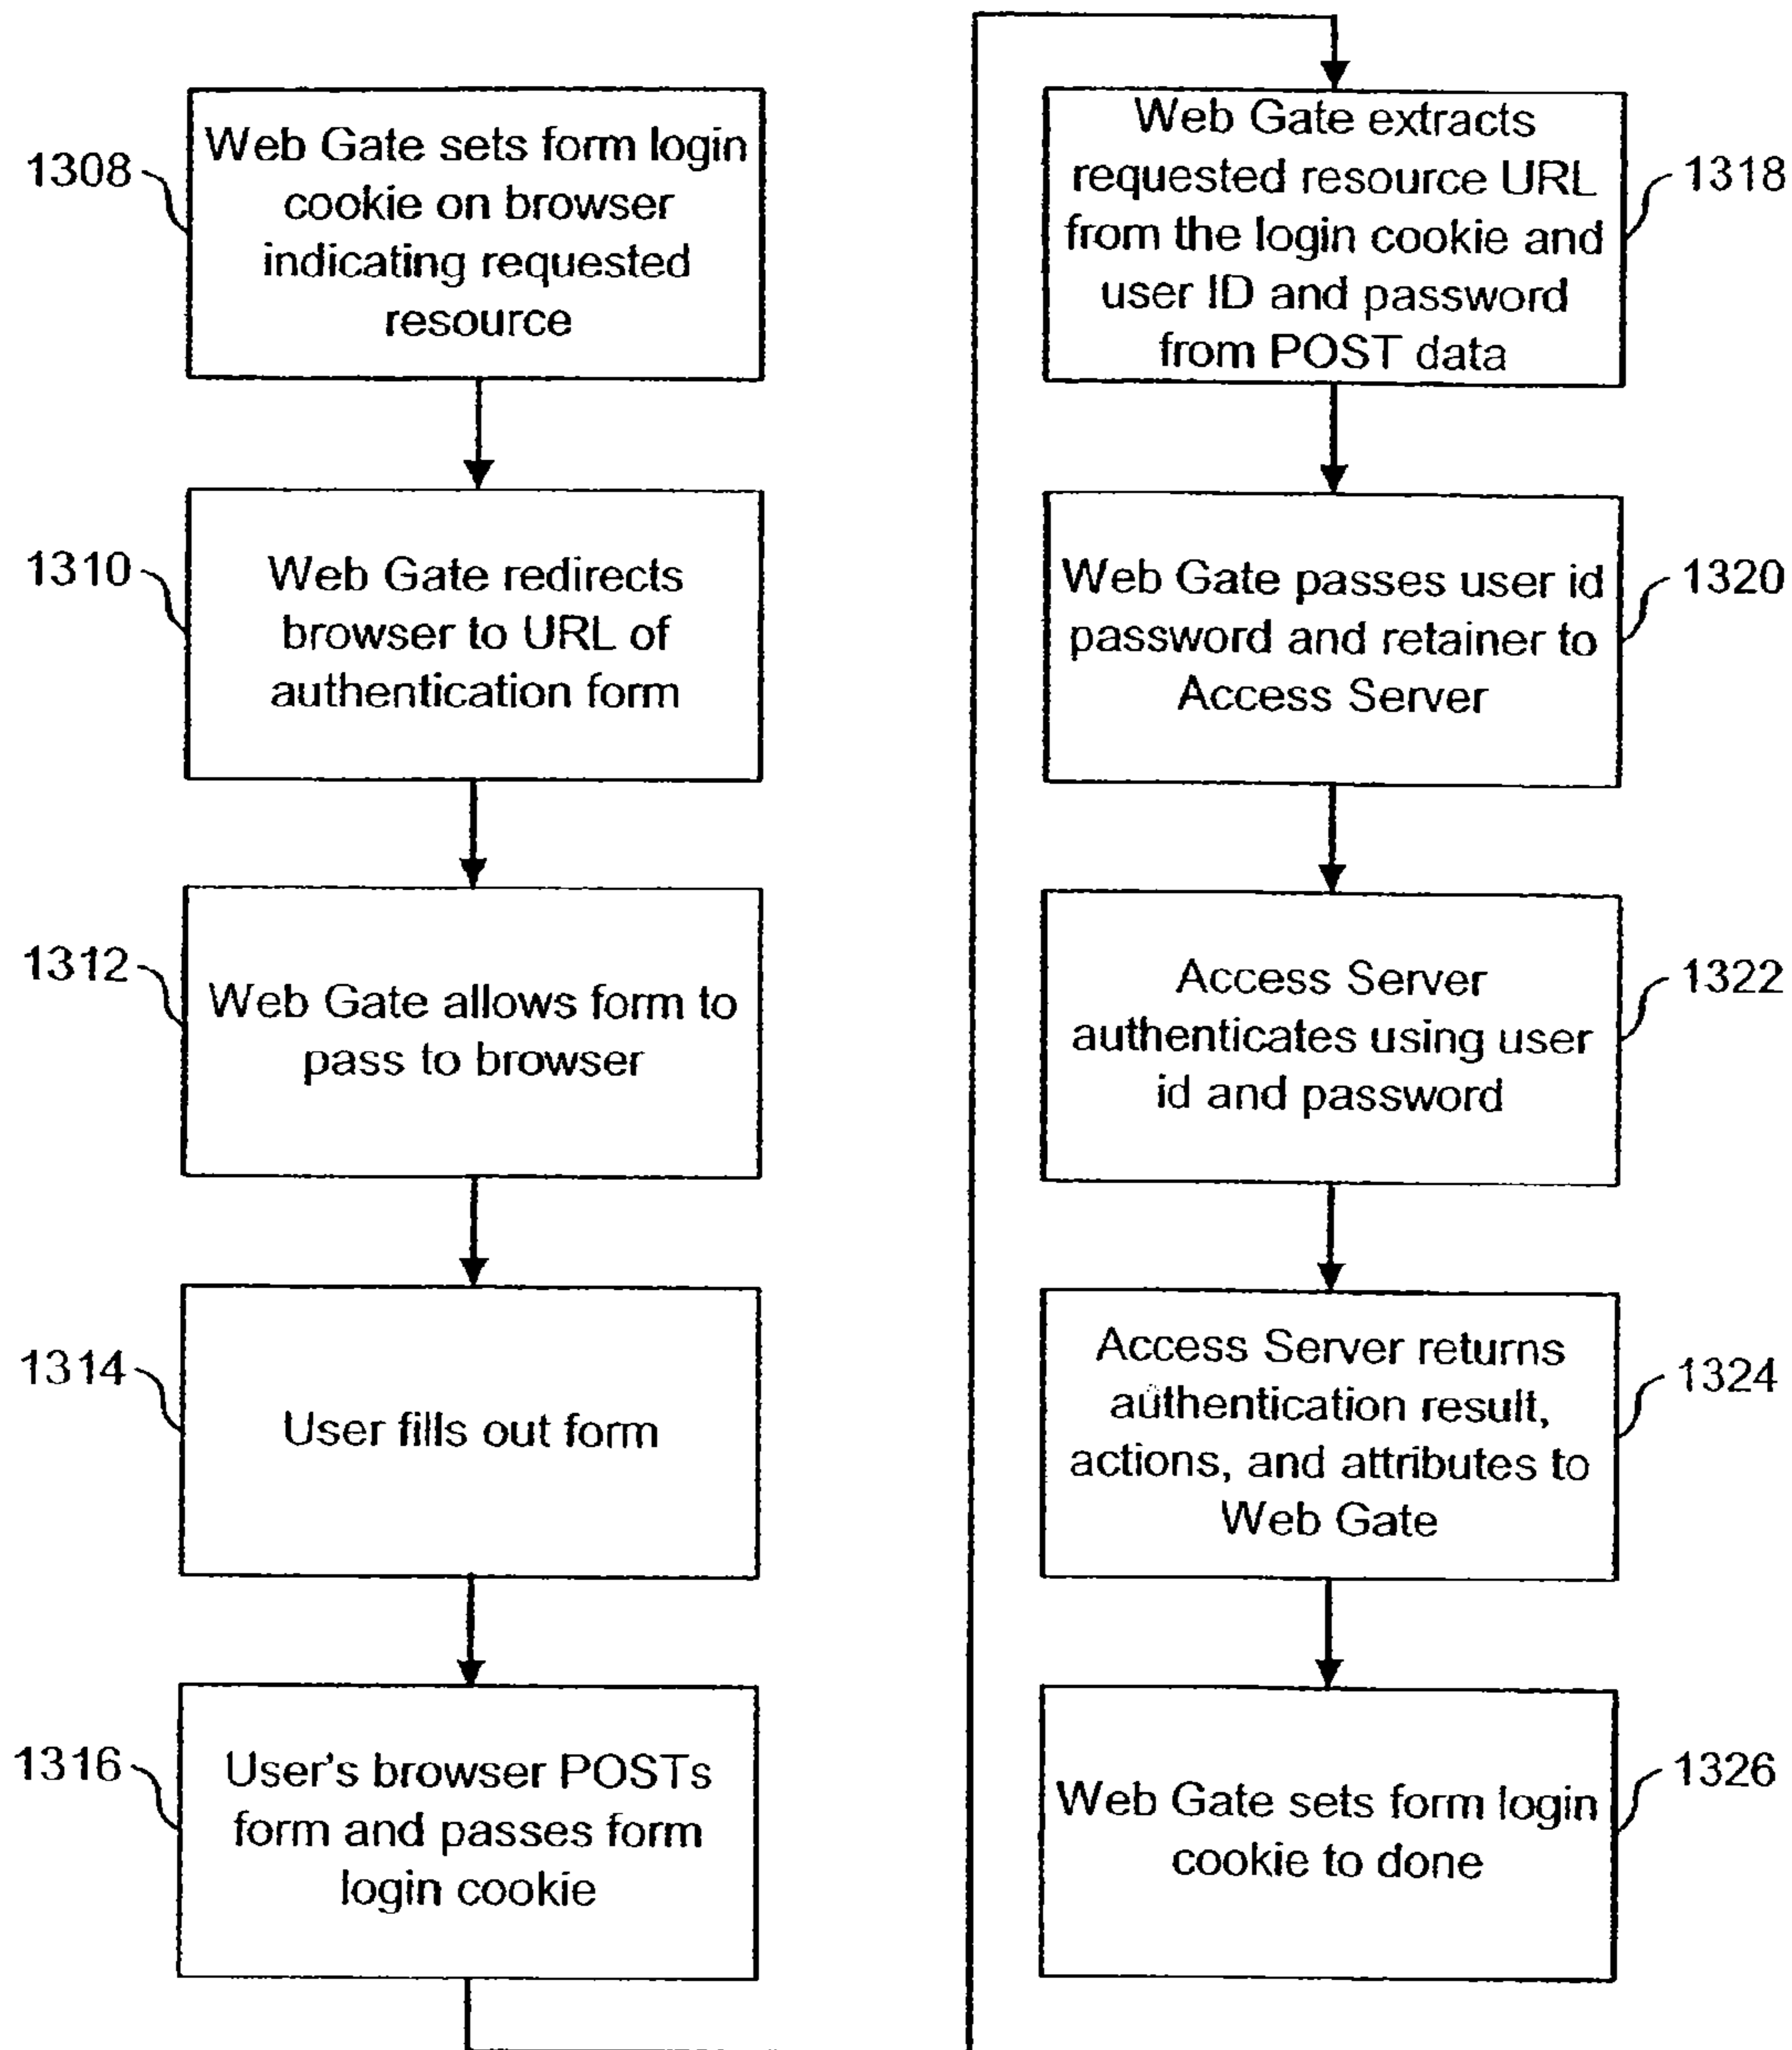 1308
Web Gate sets form login
cookie on browser
indicating requested
resource
1310
Web Gate redirects
browser to URL of
authentication form
1312
Web Gate allows form to
pass to browser
1314
User fills out form
1316
User's browser POSTs
form and passes form
login cookie
Web Gate extracts
requested resource URL
from the login cookie and
user ID and password
from POST data
1318
Web Gate passes user id
password and retainer to
Access Server
1320
Access Server
authenticates using user
id and password
1322
Access Server returns
authentication result,
actions, and attributes to
Web Gate
1324
Web Gate sets form login
cookie to done
1326